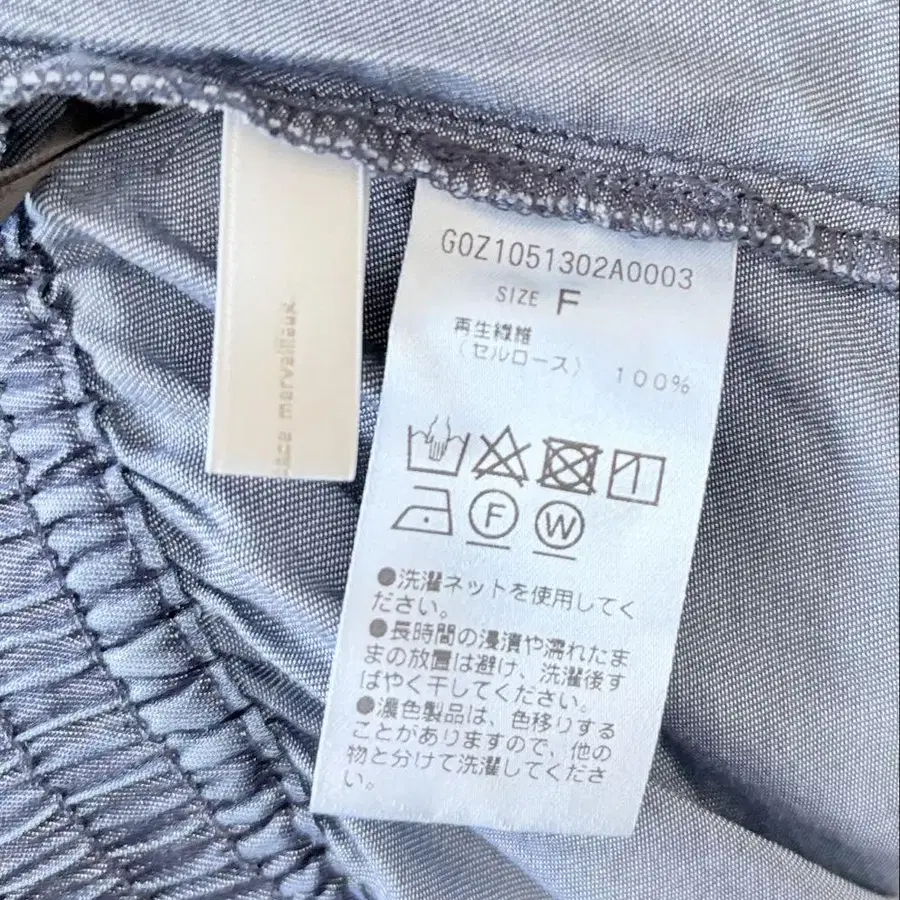 G0Z1051302A0003
SIZE F
再生繊維
(セルロース) 100%
F W
●洗濯ネットを使用してく
ださい。
●長時間の浸漬や濡れたま
まの放置は避け、洗濯後す
ばやく干してください。
●濃色製品は、色移りする
ことがありますので、他の
物と分けて洗濯してくださ
い。